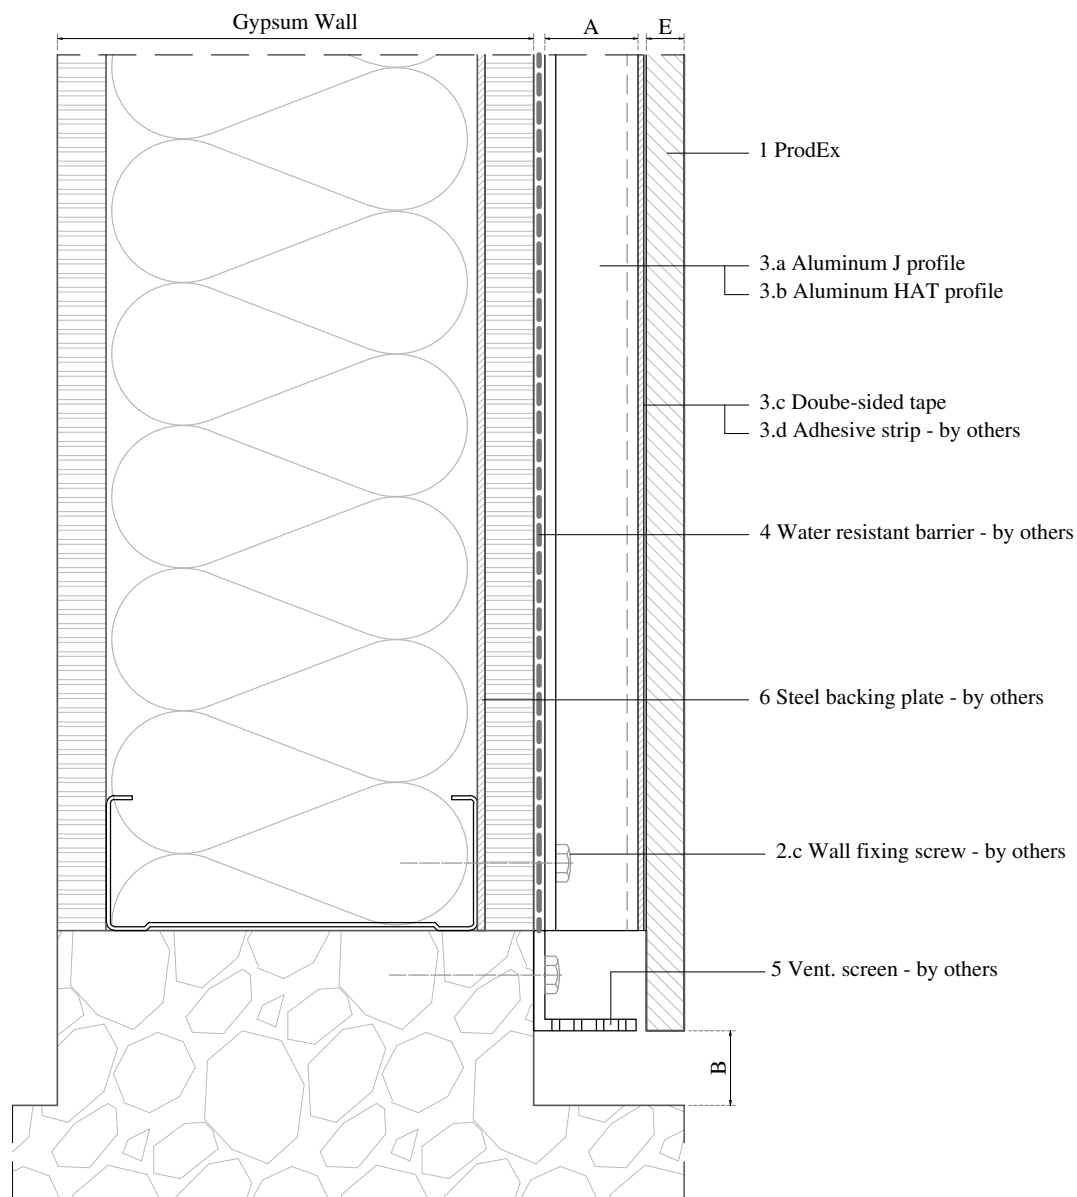 Gypsum Wall
A
E
1 ProdEx
3.a Aluminum J profile
3.b Aluminum HAT profile
3.c Doube-sided tape
3.d Adhesive strip - by others
4 Water resistant barrier - by others
6 Steel backing plate - by others
2.c Wall fixing screw - by others
5 Vent. screen - by others
B